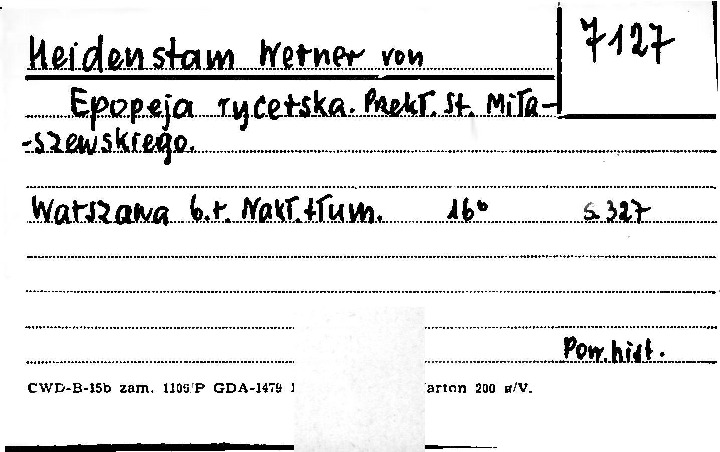 7127
Heidenstam Werner von
Epopeja rycerska. Przekł. St. Miła-
-szewskiego.
Warszawa b.r. Nakł. tłum. 16° s. 327
Pow. hist.
CWD-B-15b zam. 1106/P GDA-1479 arton 200 g/V.